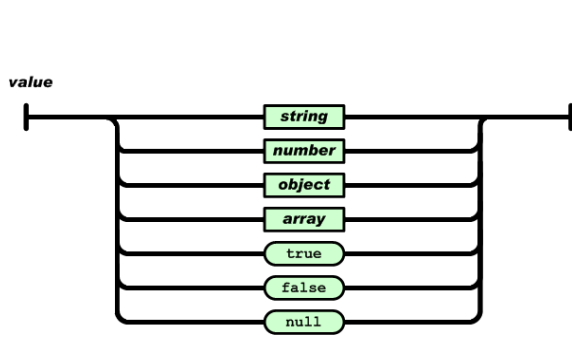 value
string
number
object
array
true
false
null